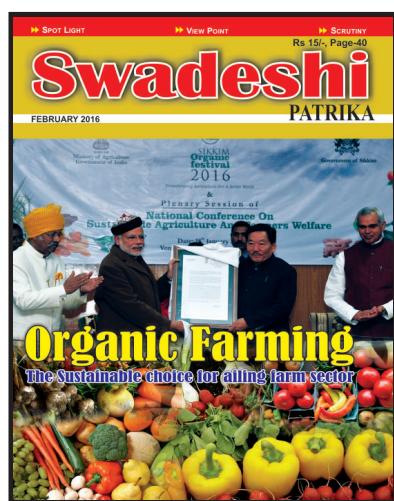 SPOT LIGHT
VIEW POINT
SCRUTINY
Rs 15/-, Page-40
Swadeshi
PATRIKA
FEBRUARY 2016
Ministry of Agriculture
Government of India
SIKKIM
Organic
festival
2016
Government of Sikkim
&
Plenary Session of
National Conference On
Sustainable Agriculture And Farmers Welfare
Organic Farming
The Sustainable choice for ailing farm sector